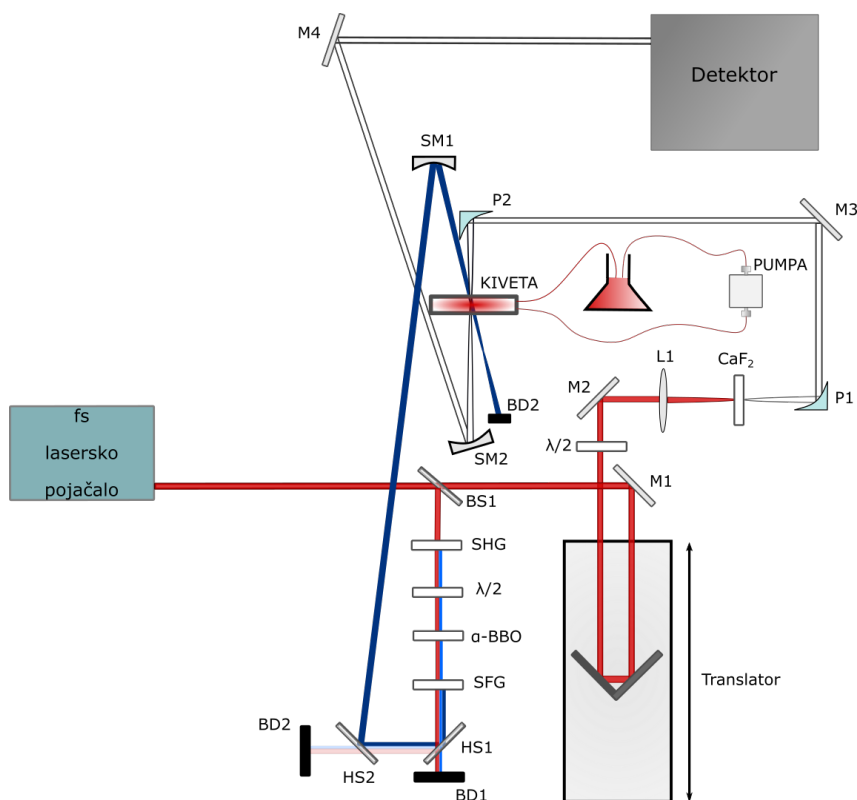 M4
Detektor
SM1
P2
M3
KIVETA
PUMPA
L1
CaF₂
M2
P1
BD2
fs
lasersko
pojačalo
λ/2
SM2
M1
BS1
SHG
λ/2
α-BBO
Translator
SFG
BD2
HS1
HS2
BD1